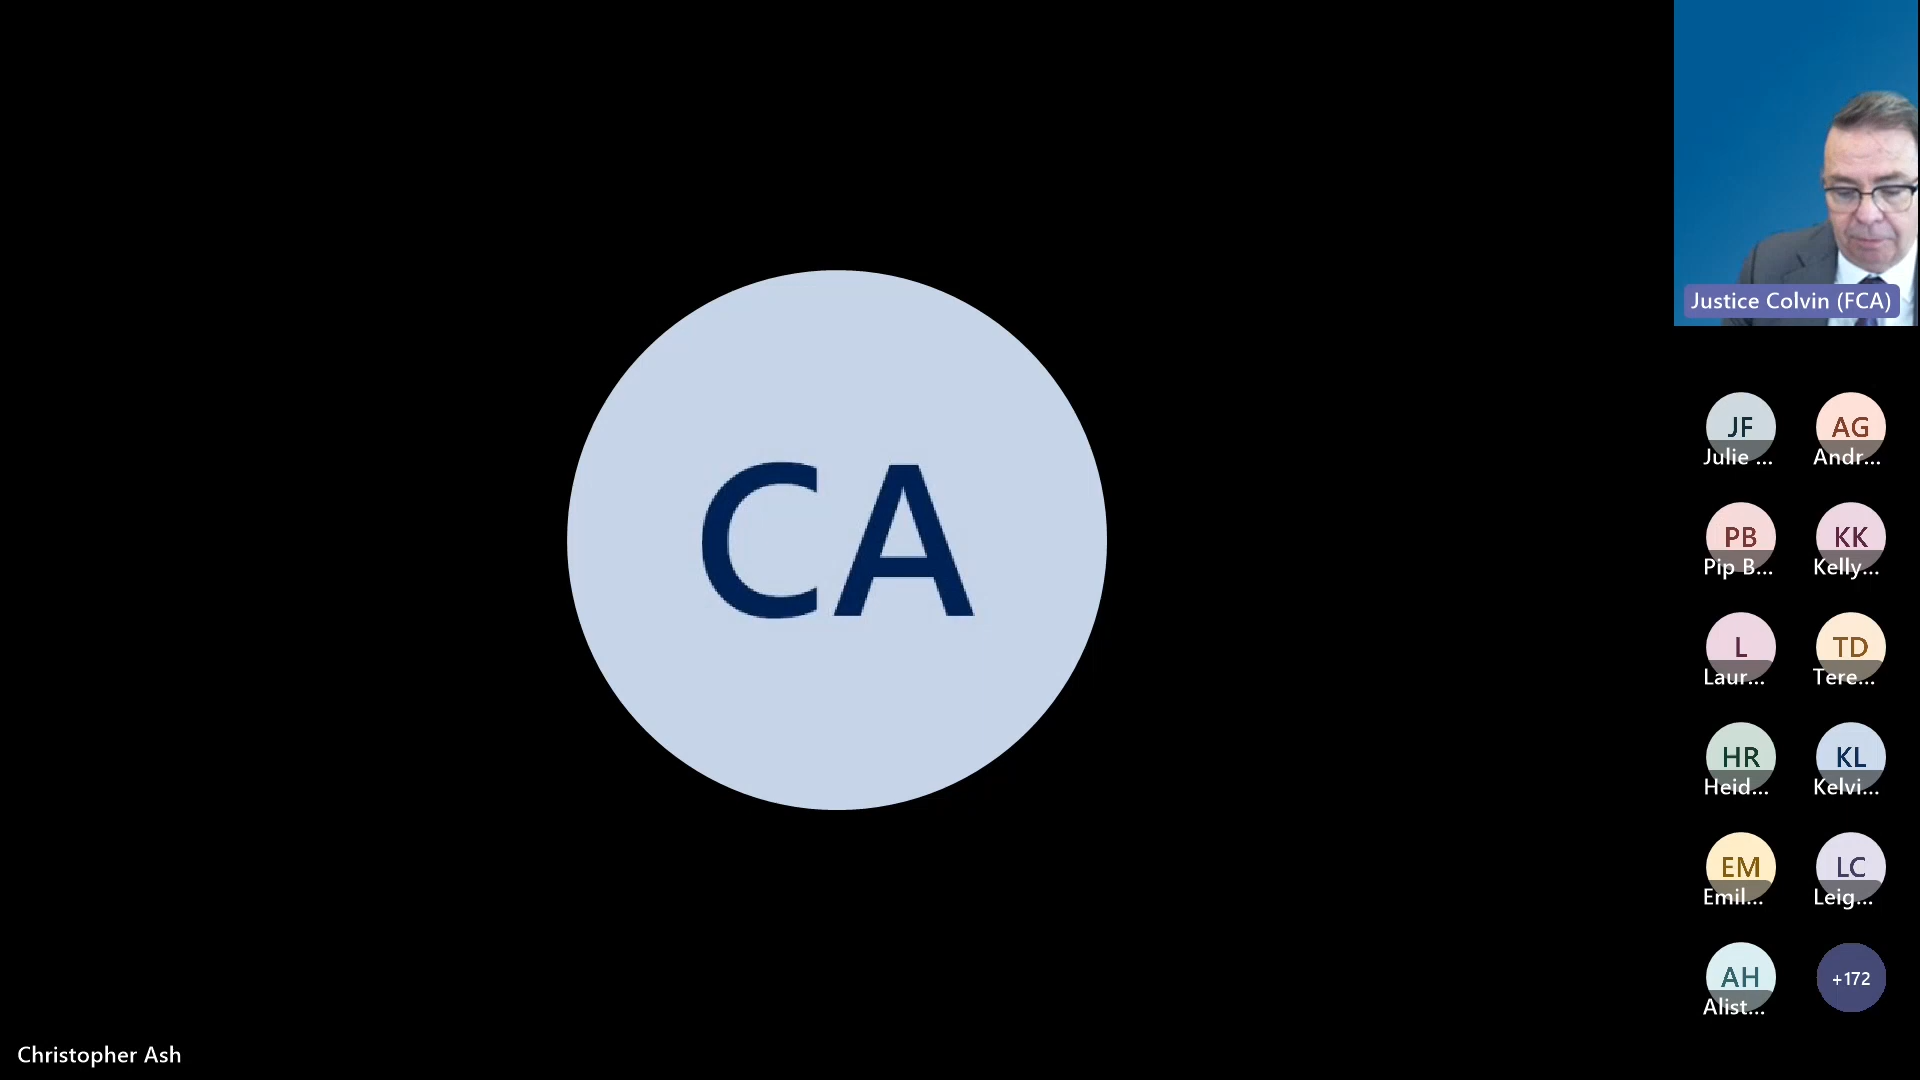 Justice Colvin (FCA)
JF
AG
Julie ...
Andr...
PB
KK
Pip B...
Kelly...
L
TD
Laur...
Tere...
HR
KL
Heid...
Kelvi...
EM
LC
Emil...
Leig...
AH
+172
Alist...
CA
Christopher Ash